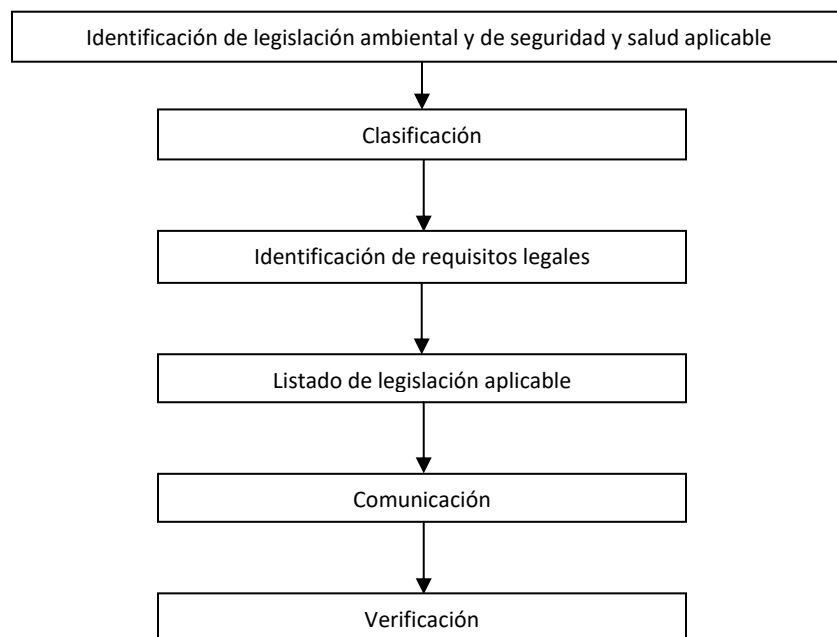 Identificación de legislación ambiental y de seguridad y salud aplicable
Clasificación
Identificación de requisitos legales
Listado de legislación aplicable
Comunicación
Verificación